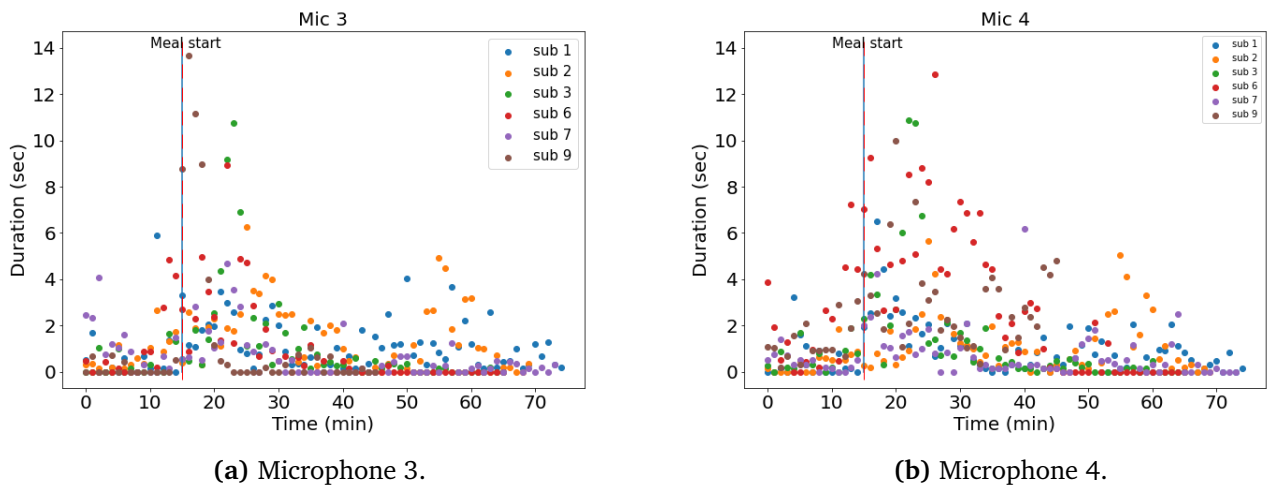 Mic 3
Meal start
sub 1
sub 2
sub 3
sub 6
sub 7
sub 9
14
12
10
8
6
4
2
0
Duration (sec)
0 10 20 30 40 50 60 70
Time (min)
(a) Microphone 3.
Mic 4
Meal start
sub 1
sub 2
sub 3
sub 6
sub 7
sub 9
14
12
10
8
6
4
2
0
Duration (sec)
0 10 20 30 40 50 60 70
Time (min)
(b) Microphone 4.